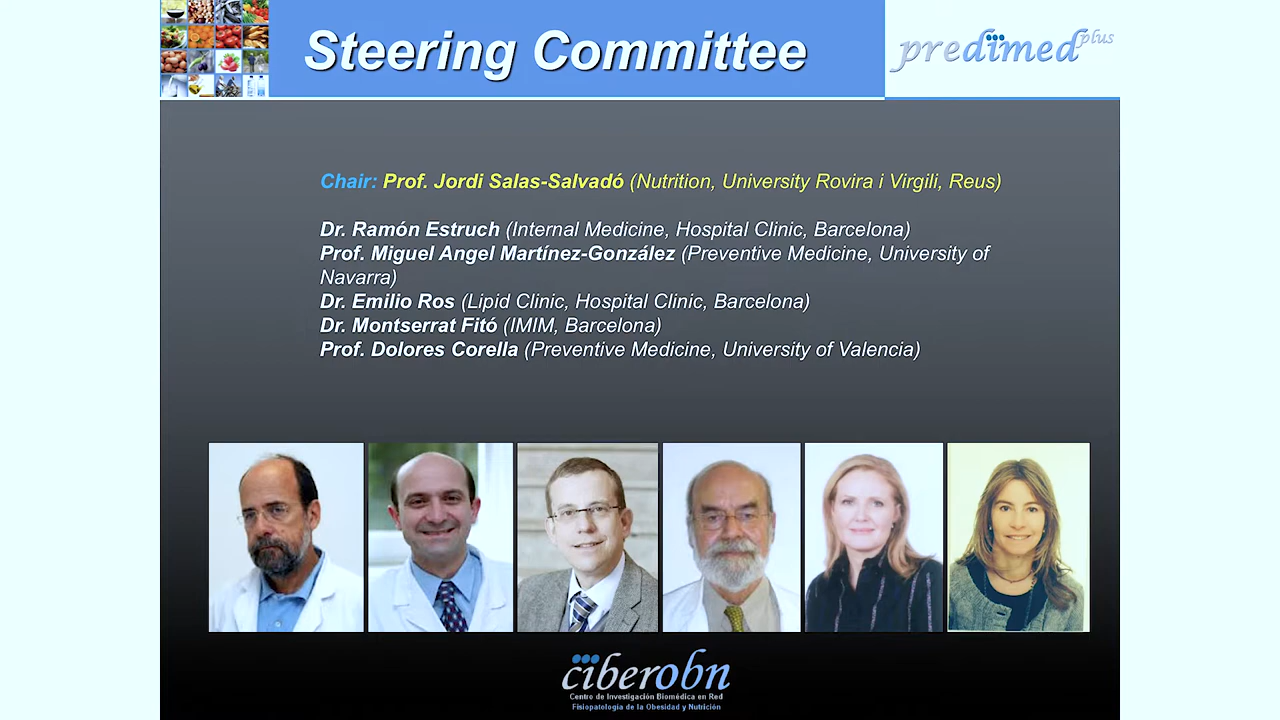 Steering Committee
predimed plus
Chair: Prof. Jordi Salas-Salvadó (Nutrition, University Rovira i Virgili, Reus)
Dr. Ramón Estruch (Internal Medicine, Hospital Clinic, Barcelona)
Prof. Miguel Angel Martínez-González (Preventive Medicine, University of
Navarra)
Dr. Emilio Ros (Lipid Clinic, Hospital Clinic, Barcelona)
Dr. Montserrat Fitó (IMIM, Barcelona)
Prof. Dolores Corella (Preventive Medicine, University of Valencia)
ciberobn
Centro de Investigación Biomédica en Red
Fisiopatología de la Obesidad y Nutrición